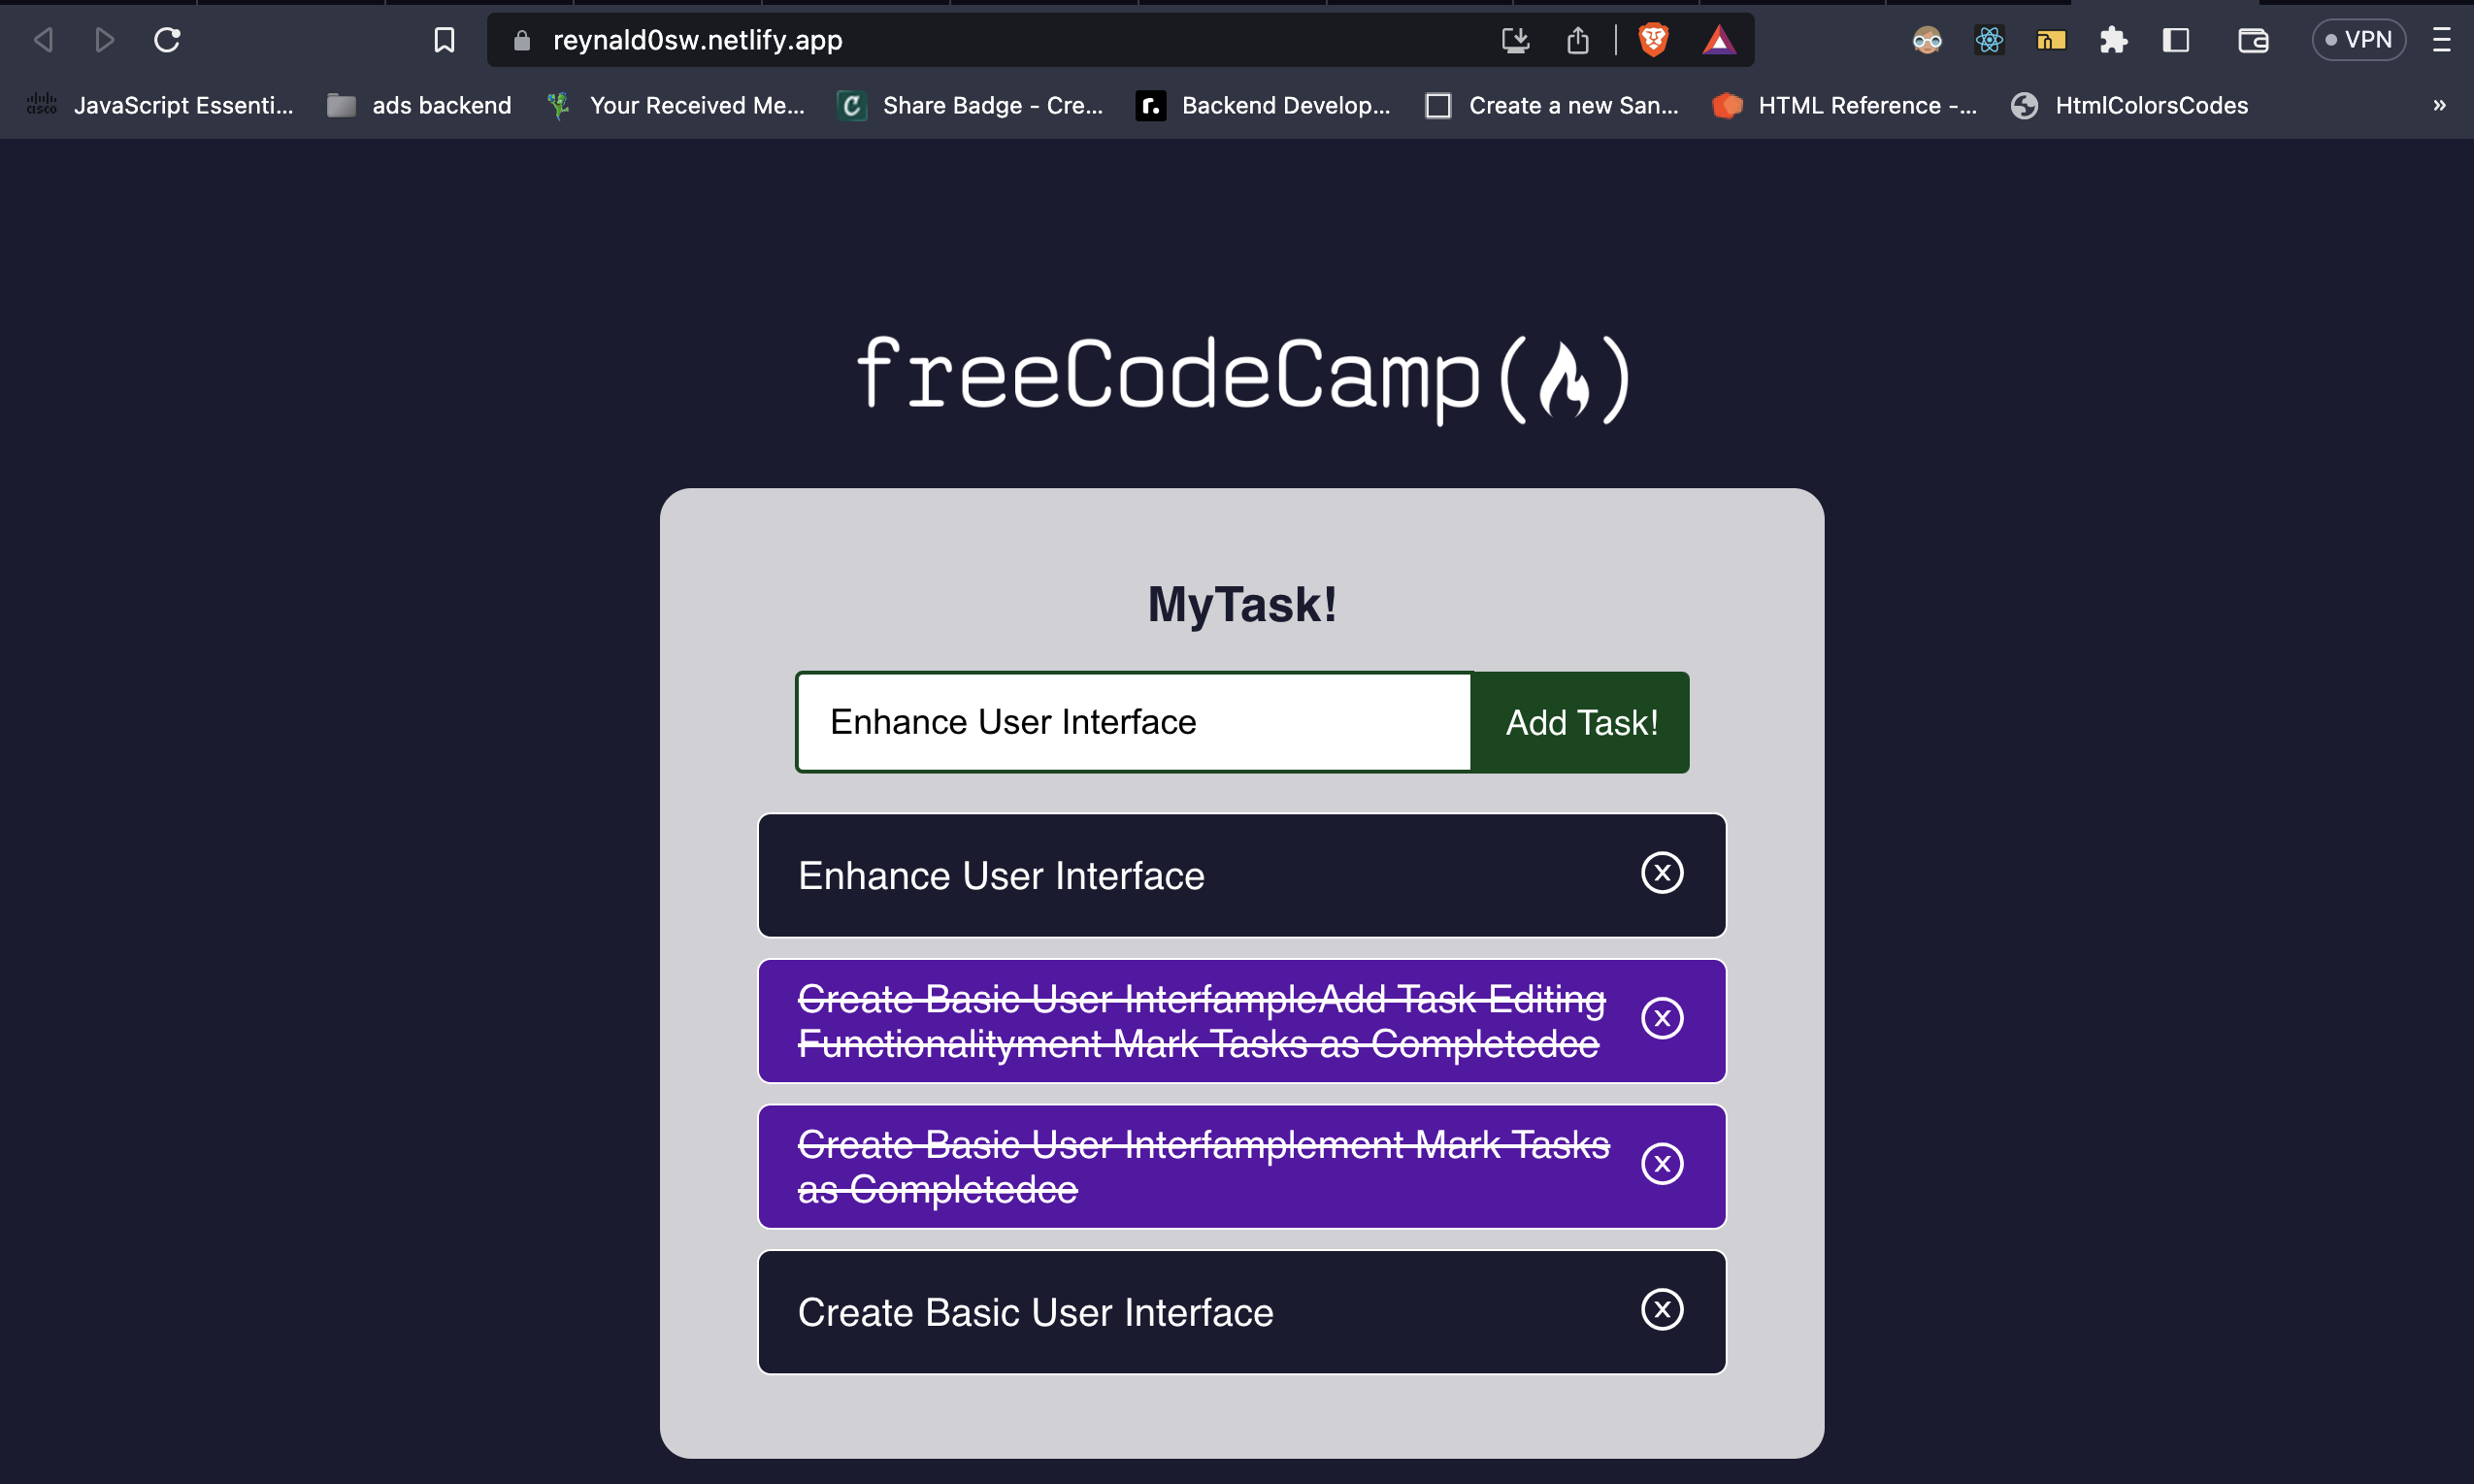 reynald0sw.netlify.app
VPN
CISCO JavaScript Essenti... ads backend Your Received Me... Share Badge - Cre... Backend Develop... Create a new San... HTML Reference -... HtmlColorsCodes »
freeCodeCamp(🔥)
MyTask!
Enhance User Interface Add Task!
Enhance User Interface x
Create Basic User InterfampleAdd Task Editing
Functionalityment Mark Tasks as Completedce x
Create Basic User Interfamplement Mark Tasks
as Completedce x
Create Basic User Interface x